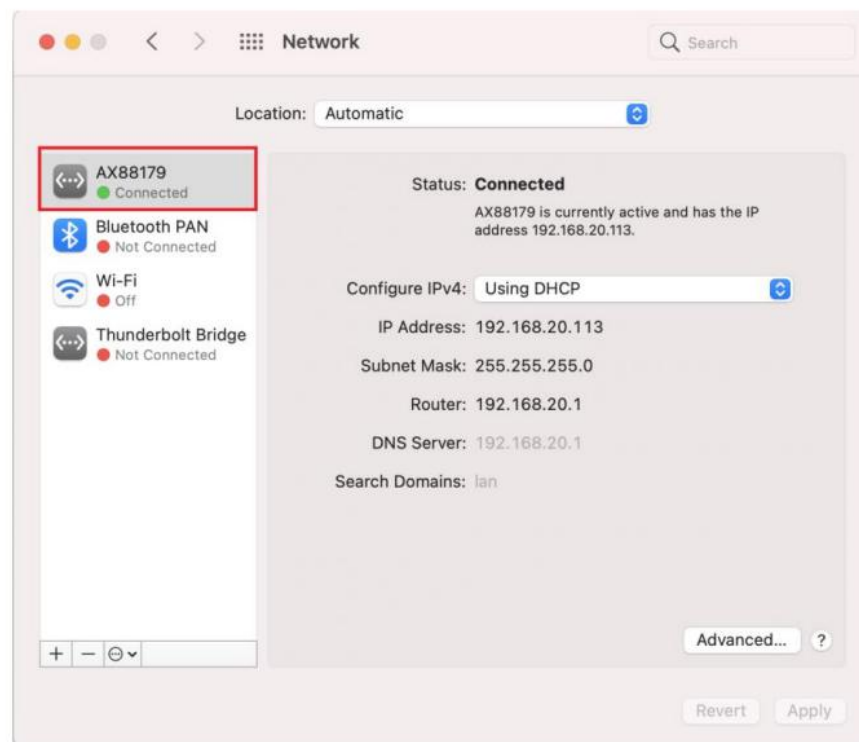 Network
Search
Location: Automatic
AX88179
Connected
Bluetooth PAN
Not Connected
Wi-Fi
Off
Thunderbolt Bridge
Not Connected
Status: Connected
AX88179 is currently active and has the IP
address 192.168.20.113.
Configure IPv4: Using DHCP
IP Address: 192.168.20.113
Subnet Mask: 255.255.255.0
Router: 192.168.20.1
DNS Server: 192.168.20.1
Search Domains: lan
Advanced... ?
Revert Apply